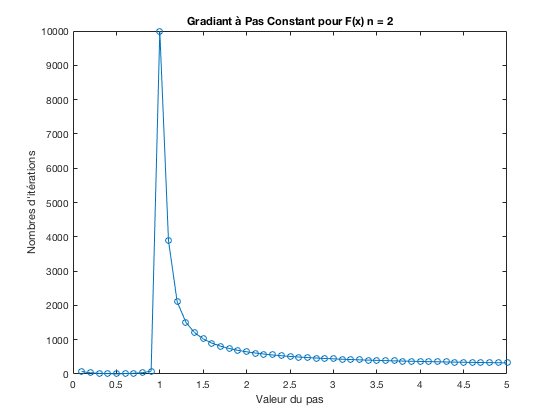 Gradiant à Pas Constant pour F(x) n = 2
10000
9000
8000
7000
6000
5000
4000
3000
2000
1000
0
0 0.5 1 1.5 2 2.5 3 3.5 4 4.5 5
Nombres d'itérations
Valeur du pas